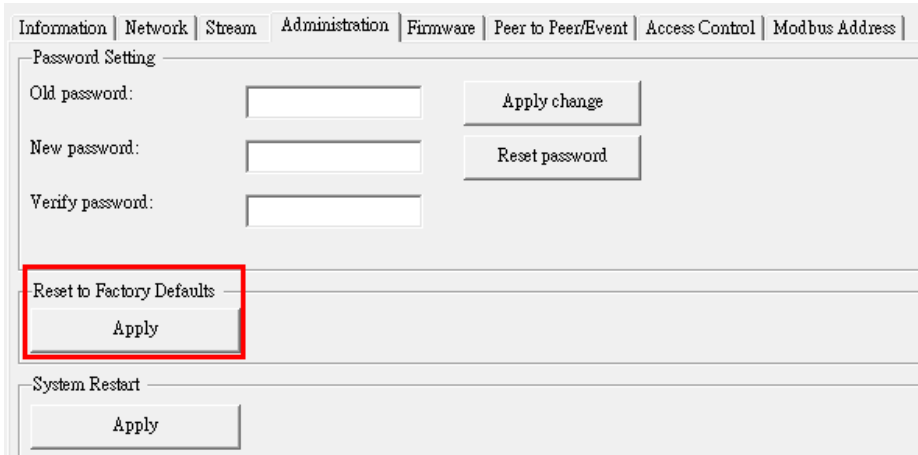 Information Network Stream Administration Firmware Peer to Peer/Event Access Control Modbus Address
Password Setting
Old password:
Apply change
New password:
Reset password
Verify password:
Reset to Factory Defaults
Apply
System Restart
Apply